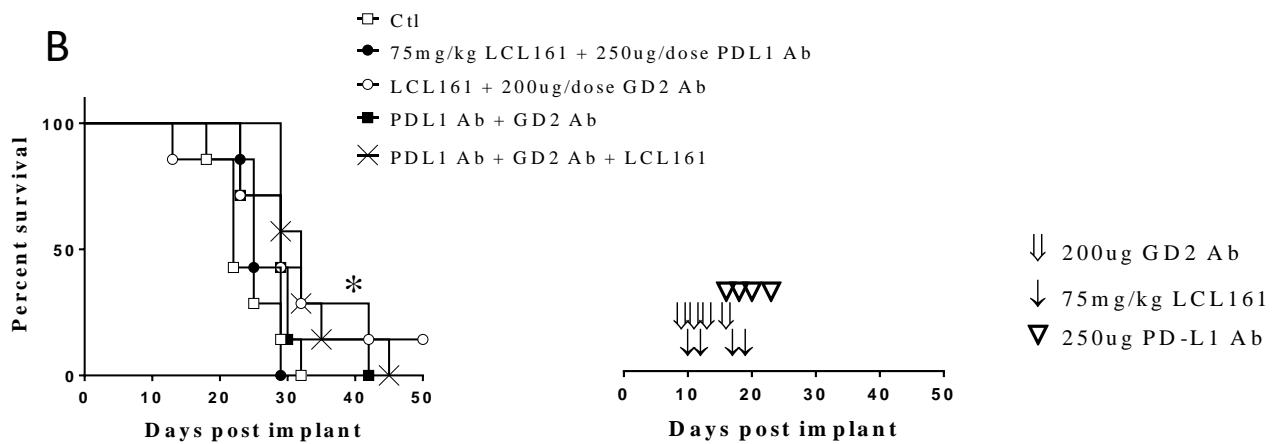 B
Ctl
75mg/kg LCL161 + 250ug/dose PDL1 Ab
LCL161 + 200ug/dose GD2 Ab
PDL1 Ab + GD2 Ab
PDL1 Ab + GD2 Ab + LCL161
Percent survival
100
50
0
*
0 10 20 30 40 50
Days post implant
0 10 20 30 40 50
Days post implant
200ug GD2 Ab
75mg/kg LCL161
250ug PD-L1 Ab